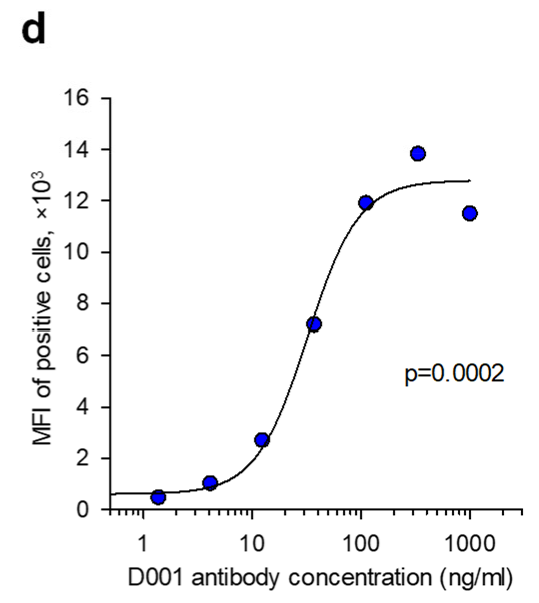 d
MFI of positive cells, ×10³
16
14
12
10
8
6
4
2
0
p=0.0002
1 10 100 1000
D001 antibody concentration (ng/ml)